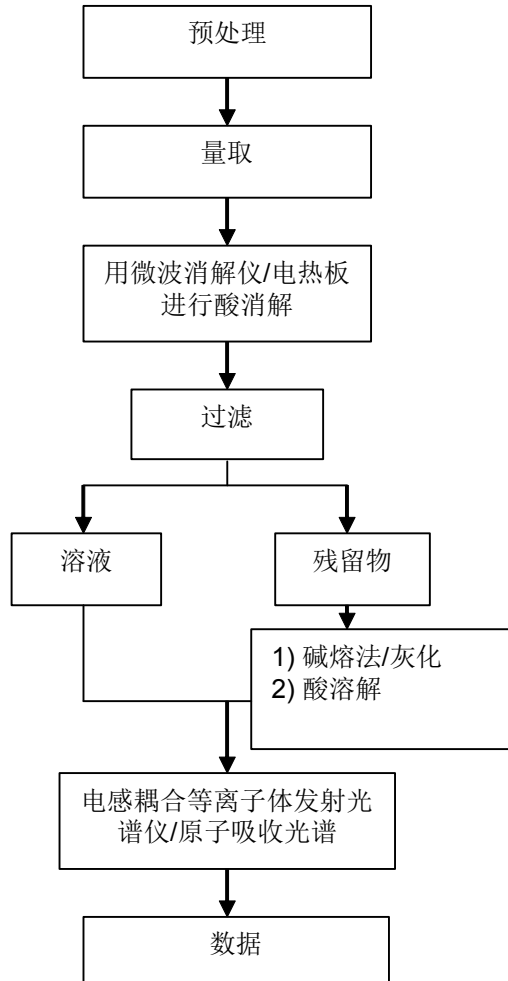 预处理
量取
用微波消解仪/电热板
进行酸消解
过滤
溶液
残留物
1) 碱熔法/灰化
2) 酸溶解
电感耦合等离子体发射光
谱仪/原子吸收光谱
数据